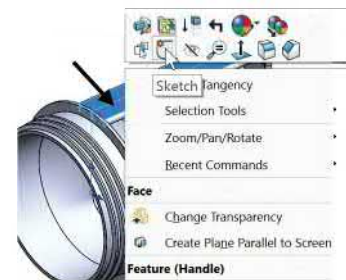 Sketch
Tangency
Selection Tools
Zoom/Pan/Rotate
Recent Commands
Face
Change Transparency
Create Plane Parallel to Screen
Feature (Handle)